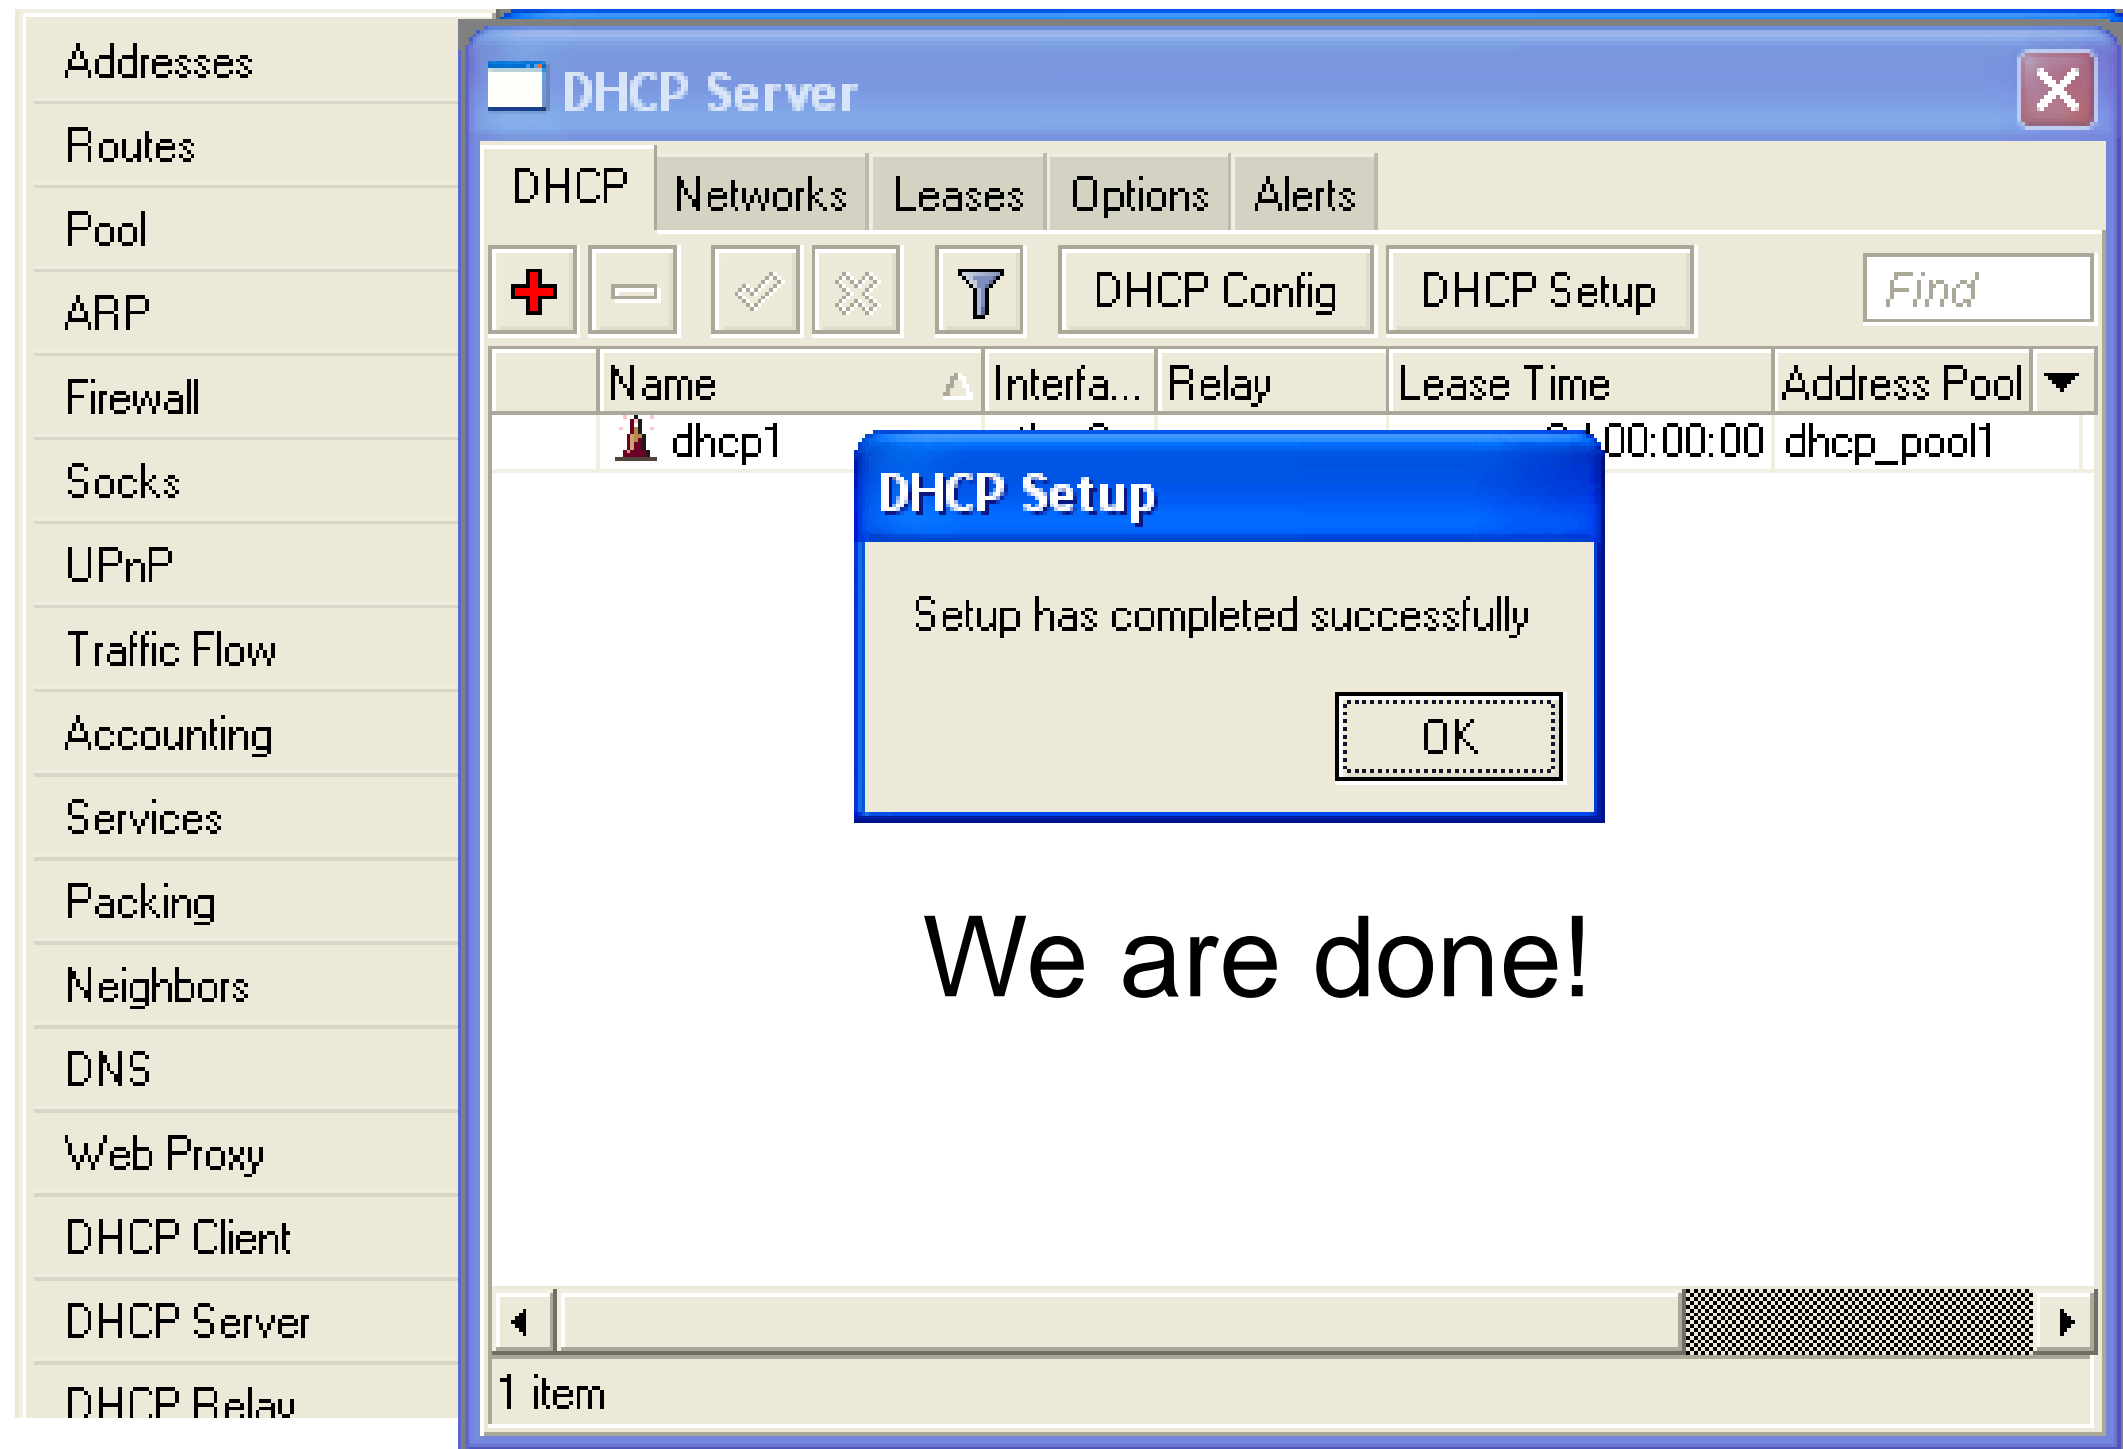 Addresses
Routes
Pool
ARP
Firewall
Socks
UPnP
Traffic Flow
Accounting
Services
Packing
Neighbors
DNS
Web Proxy
DHCP Client
DHCP Server
DHCP Relay
DHCP Server
DHCP Networks Leases Options Alerts
DHCP Config DHCP Setup Find
Name Interfa... Relay Lease Time Address Pool
dhcp1 00:00:00 dhcp_pool1
DHCP Setup
Setup has completed successfully
OK
We are done!
1 item